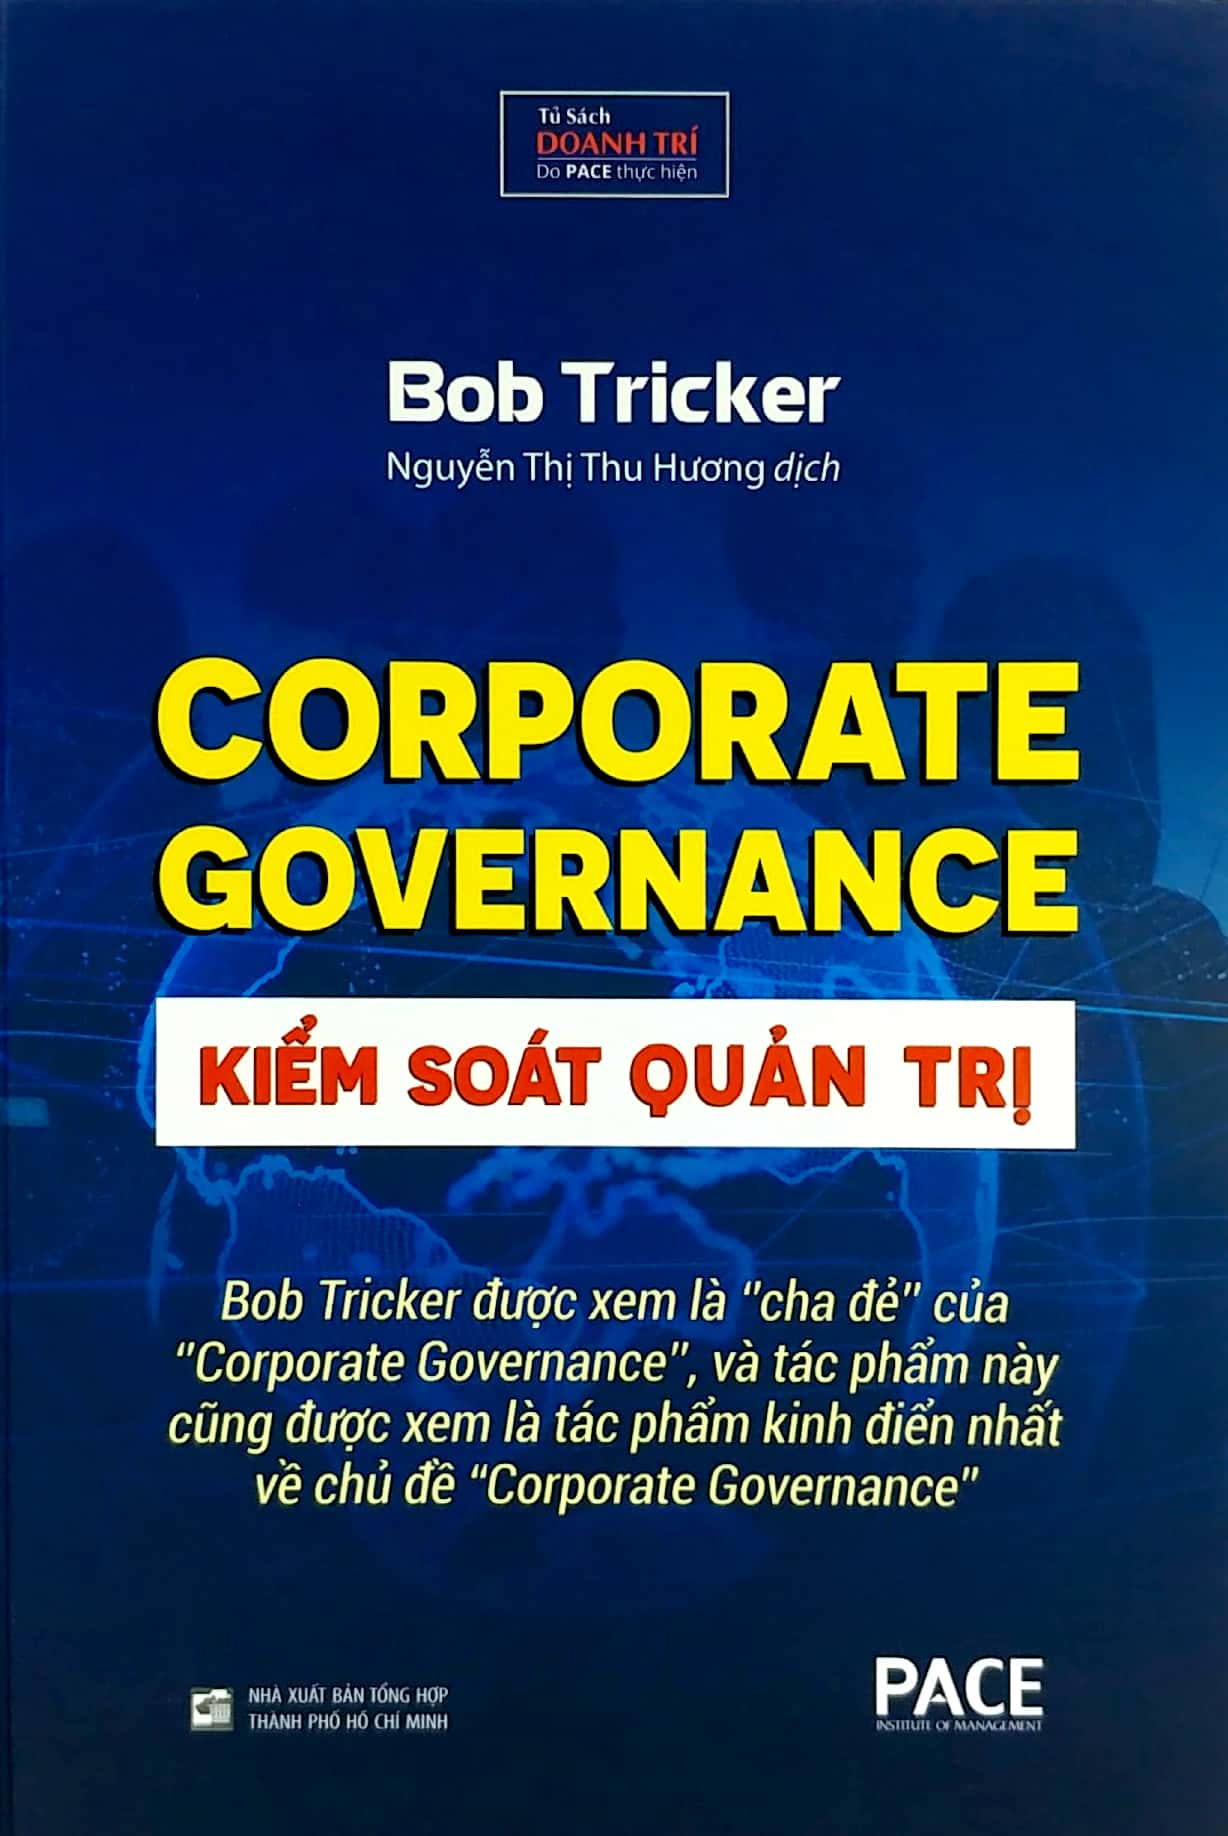 Tủ Sách
DOANH TRÍ
Do PACE thực hiện
Bob Tricker
Nguyễn Thị Thu Hương dịch
CORPORATE
GOVERNANCE
KIỂM SOÁT QUẢN TRỊ
Bob Tricker được xem là "cha đẻ" của
"Corporate Governance", và tác phẩm này
cũng được xem là tác phẩm kinh điển nhất
về chủ đề "Corporate Governance"
NHÀ XUẤT BẢN TỔNG HỢP
THÀNH PHỐ HỒ CHÍ MINH
PACE
INSTITUTE OF MANAGEMENT